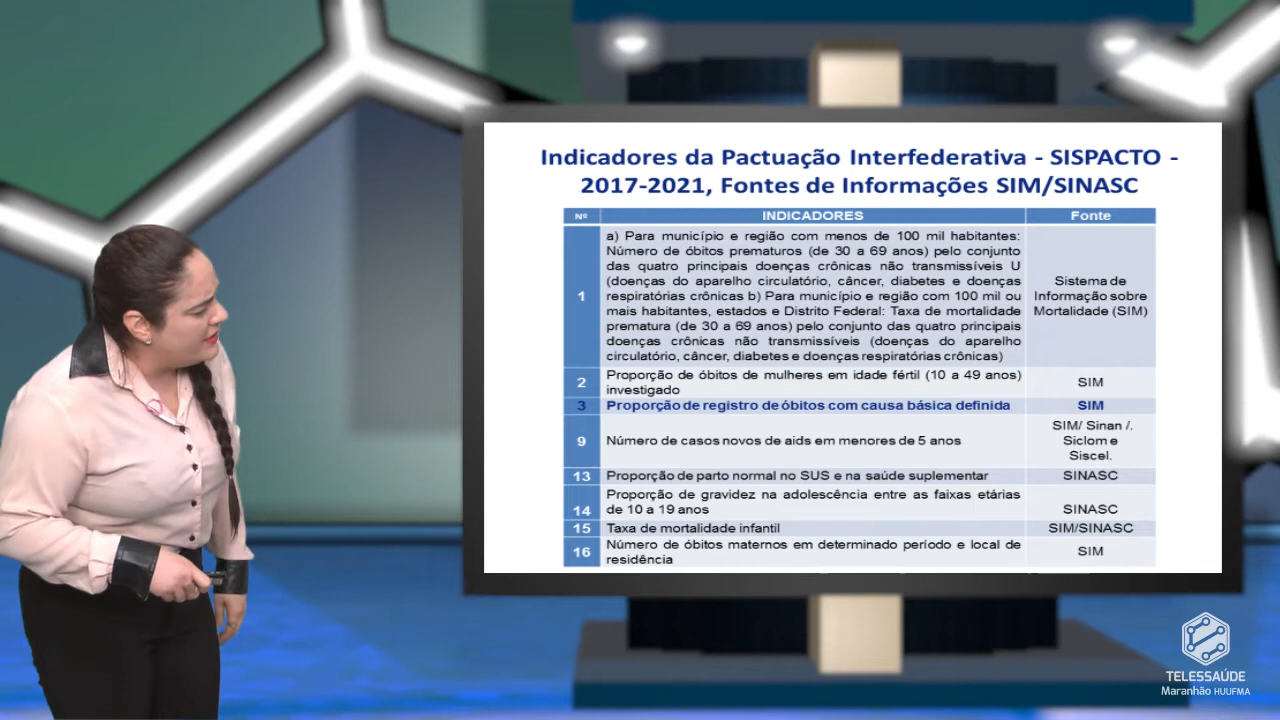 Indicadores da Pactuação Interfederativa - SISPACTO -
2017-2021, Fontes de Informações SIM/SINASC
Nº INDICADORES Fonte
1
a) Para município e região com menos de 100 mil habitantes:
Número de óbitos prematuros (de 30 a 69 anos) pelo conjunto
das quatro principais doenças crônicas não transmissíveis U
(doenças do aparelho circulatório, câncer, diabetes e doenças
respiratórias crônicas b) Para município e região com 100 mil ou
mais habitantes, estados e Distrito Federal: Taxa de mortalidade
prematura (de 30 a 69 anos) pelo conjunto das quatro principais
doenças crônicas não transmissíveis (doenças do aparelho
circulatório, câncer, diabetes e doenças respiratórias crônicas)
Sistema de
Informação sobre
Mortalidade (SIM)
2
Proporção de óbitos de mulheres em idade fértil (10 a 49 anos)
investigado
SIM
3 Proporção de registro de óbitos com causa básica definida SIM
9
Número de casos novos de aids em menores de 5 anos
SIM/ Sinan /.
Siclom e
Siscel.
13 Proporção de parto normal no SUS e na saúde suplementar SINASC
14
Proporção de gravidez na adolescência entre as faixas etárias
de 10 a 19 anos
SINASC
15 Taxa de mortalidade infantil SIM/SINASC
16
Número de óbitos maternos em determinado período e local de
residência
SIM
TELESSAÚDE
Maranhão HUUFMA